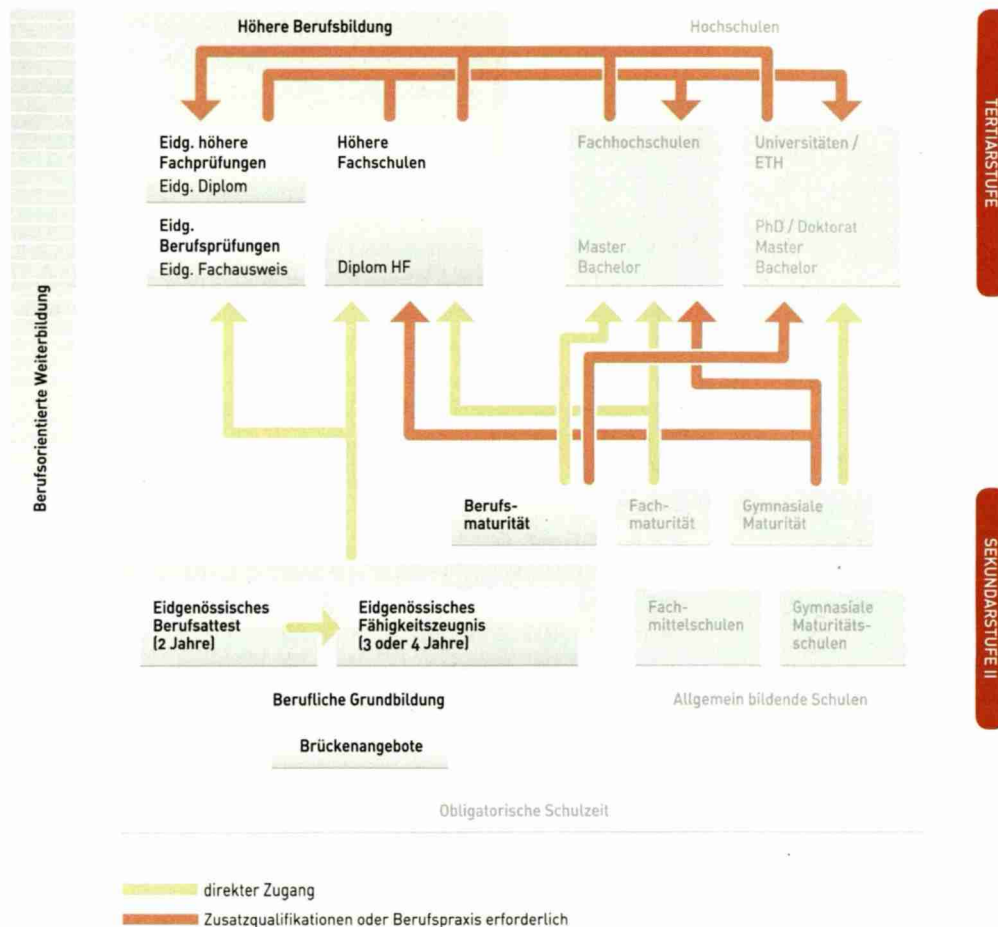 Höhere Berufsbildung
Hochschulen
TERTIÄRSTUFE
Eidg. höhere
Fachprüfungen
Eidg. Diplom
Höhere
Fachschulen
Fachhochschulen
Universitäten /
ETH
Eidg.
Berufsprüfungen
Eidg. Fachausweis
Diplom HF
Master
Bachelor
PhD / Doktorat
Master
Bachelor
Berufsorientierte Weiterbildung
Berufs-
maturität
Fach-
maturität
Gymnasiale
Maturität
SEKUNDARSTUFE II
Eidgenössisches
Berufsattest
(2 Jahre)
Eidgenössisches
Fähigkeitszeugnis
(3 oder 4 Jahre)
Fach-
mittelschulen
Gymnasiale
Maturitäts-
schulen
Berufliche Grundbildung
Allgemein bildende Schulen
Brückenangebote
Obligatorische Schulzeit
direkter Zugang
Zusatzqualifikationen oder Berufspraxis erforderlich